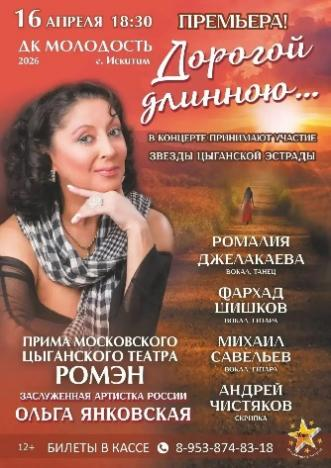 16 АПРЕЛЯ 18:30
ДК МОЛОДОСТЬ
2026 г. Искитим
ПРЕМЬЕРА!
Дорогой
длинною...
В КОНЦЕРТЕ ПРИНИМАЮТ УЧАСТИЕ
ЗВЕЗДЫ ЦЫГАНСКОЙ ЭСТРАДЫ
РОМАЛИЯ
ДЖЕЛАКАЕВА
ВОКАЛ, ТАНЕЦ
ФАРХАД
ШИШКОВ
ВОКАЛ, ГИТАРА
МИХАИЛ
САВЕЛЬЕВ
ВОКАЛ, ГИТАРА
АНДРЕЙ
ЧИСТЯКОВ
СКРИПКА
ПРИМА МОСКОВСКОГО
ЦЫГАНСКОГО ТЕАТРА
РОМЭН
ЗАСЛУЖЕННАЯ АРТИСТКА РОССИИ
ОЛЬГА ЯНКОВСКАЯ
12+ БИЛЕТЫ В КАССЕ 8-953-874-83-18